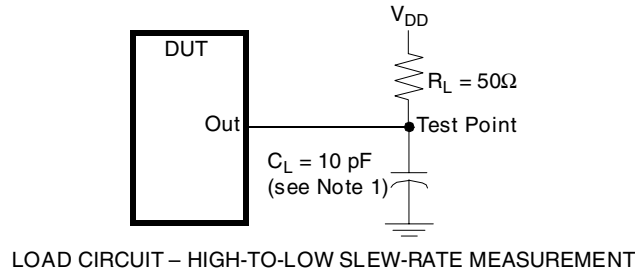 V_DD
DUT
R_L = 50Ω
Out
Test Point
C_L = 10 pF
(see Note 1)
LOAD CIRCUIT – HIGH-TO-LOW SLEW-RATE MEASUREMENT